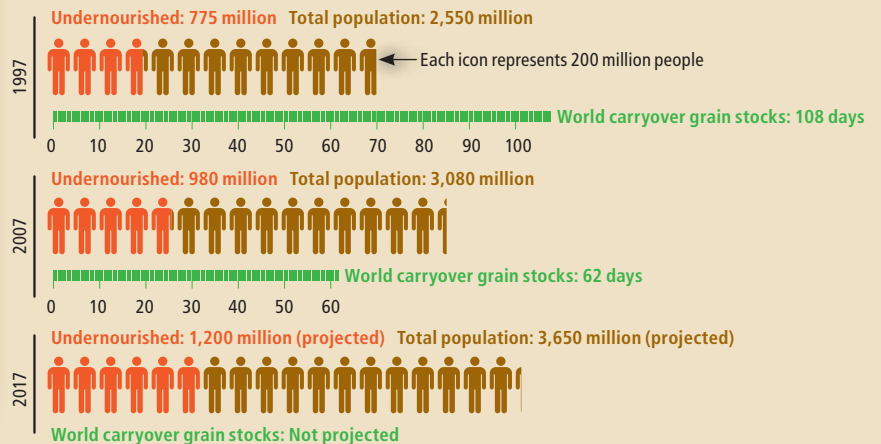 Undernourished: 775 million Total population: 2,550 million
Each icon represents 200 million people
1997
World carryover grain stocks: 108 days
0 10 20 30 40 50 60 70 80 90 100
Undernourished: 980 million Total population: 3,080 million
2007
World carryover grain stocks: 62 days
0 10 20 30 40 50 60
Undernourished: 1,200 million (projected) Total population: 3,650 million (projected)
2017
World carryover grain stocks: Not projected